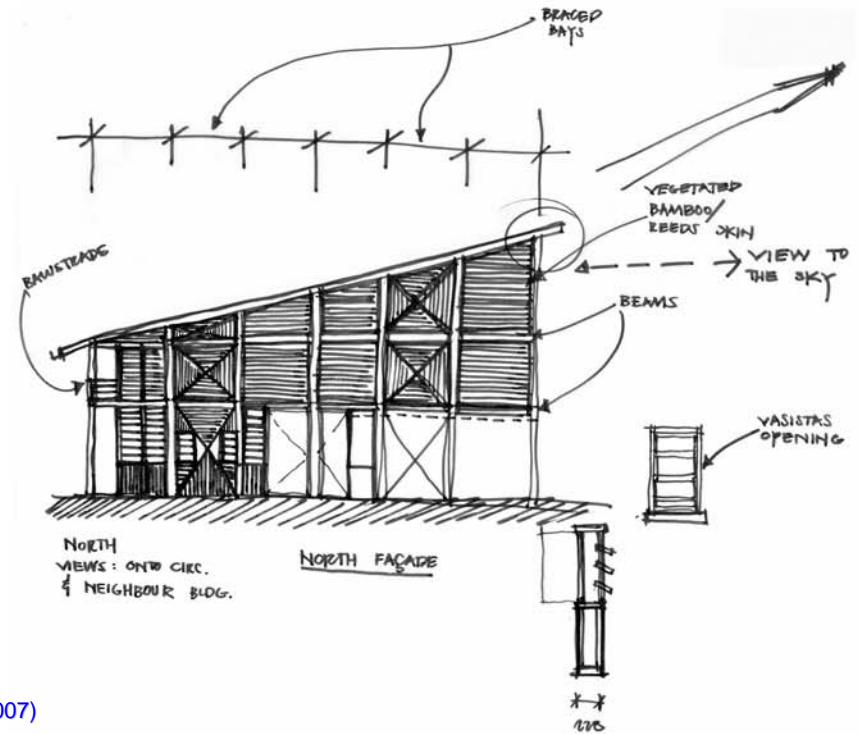 BRACED
BAYS
VEGETATED
BAMBOO/
REEDS SKIN
VIEW TO
THE SKY
BAWSTRADE
BEAMS
VASISTAS
OPENING
NORTH
VIEWS: ONTO CIRC.
& NEIGHBOUR BLDG.
NORTH FAÇADE
007)